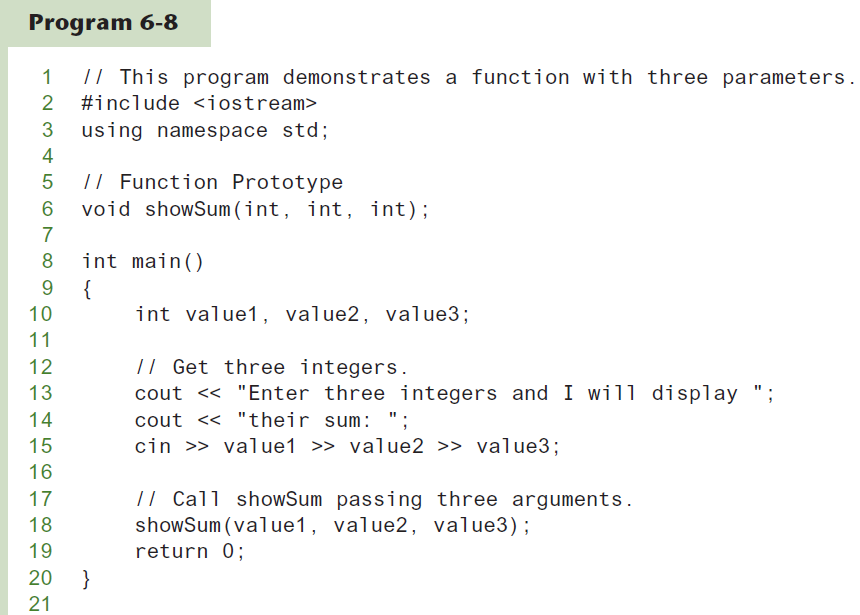 Program 6-8
1 // This program demonstrates a function with three parameters.
2 #include <iostream>
3 using namespace std;
4
5 // Function Prototype
6 void showSum(int, int, int);
7
8 int main()
9 {
10 int value1, value2, value3;
11
12 // Get three integers.
13 cout << "Enter three integers and I will display ";
14 cout << "their sum: ";
15 cin >> value1 >> value2 >> value3;
16
17 // Call showSum passing three arguments.
18 showSum(value1, value2, value3);
19 return 0;
20 }
21